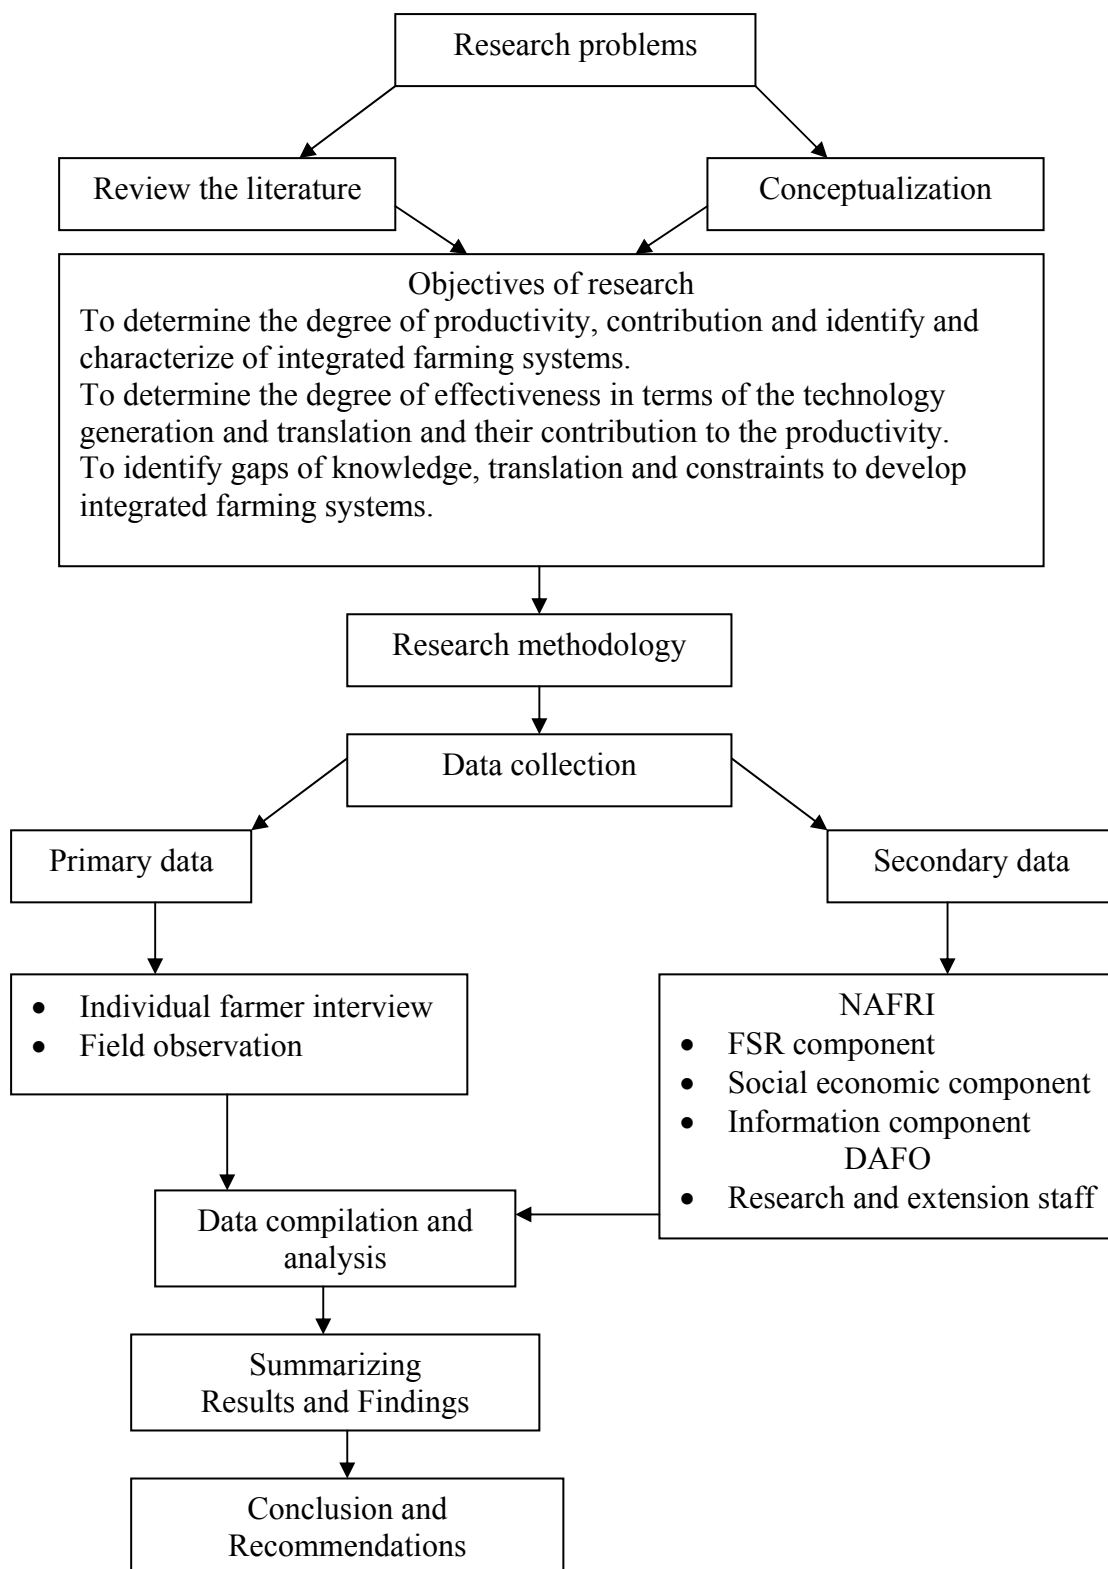 Research problems
Review the literature
Conceptualization
Objectives of research
To determine the degree of productivity, contribution and identify and
characterize of integrated farming systems.
To determine the degree of effectiveness in terms of the technology
generation and translation and their contribution to the productivity.
To identify gaps of knowledge, translation and constraints to develop
integrated farming systems.
Research methodology
Data collection
Primary data
Secondary data
• Individual farmer interview
• Field observation
NAFRI
• FSR component
• Social economic component
• Information component
DAFO
• Research and extension staff
Data compilation and
analysis
Summarizing
Results and Findings
Conclusion and
Recommendations